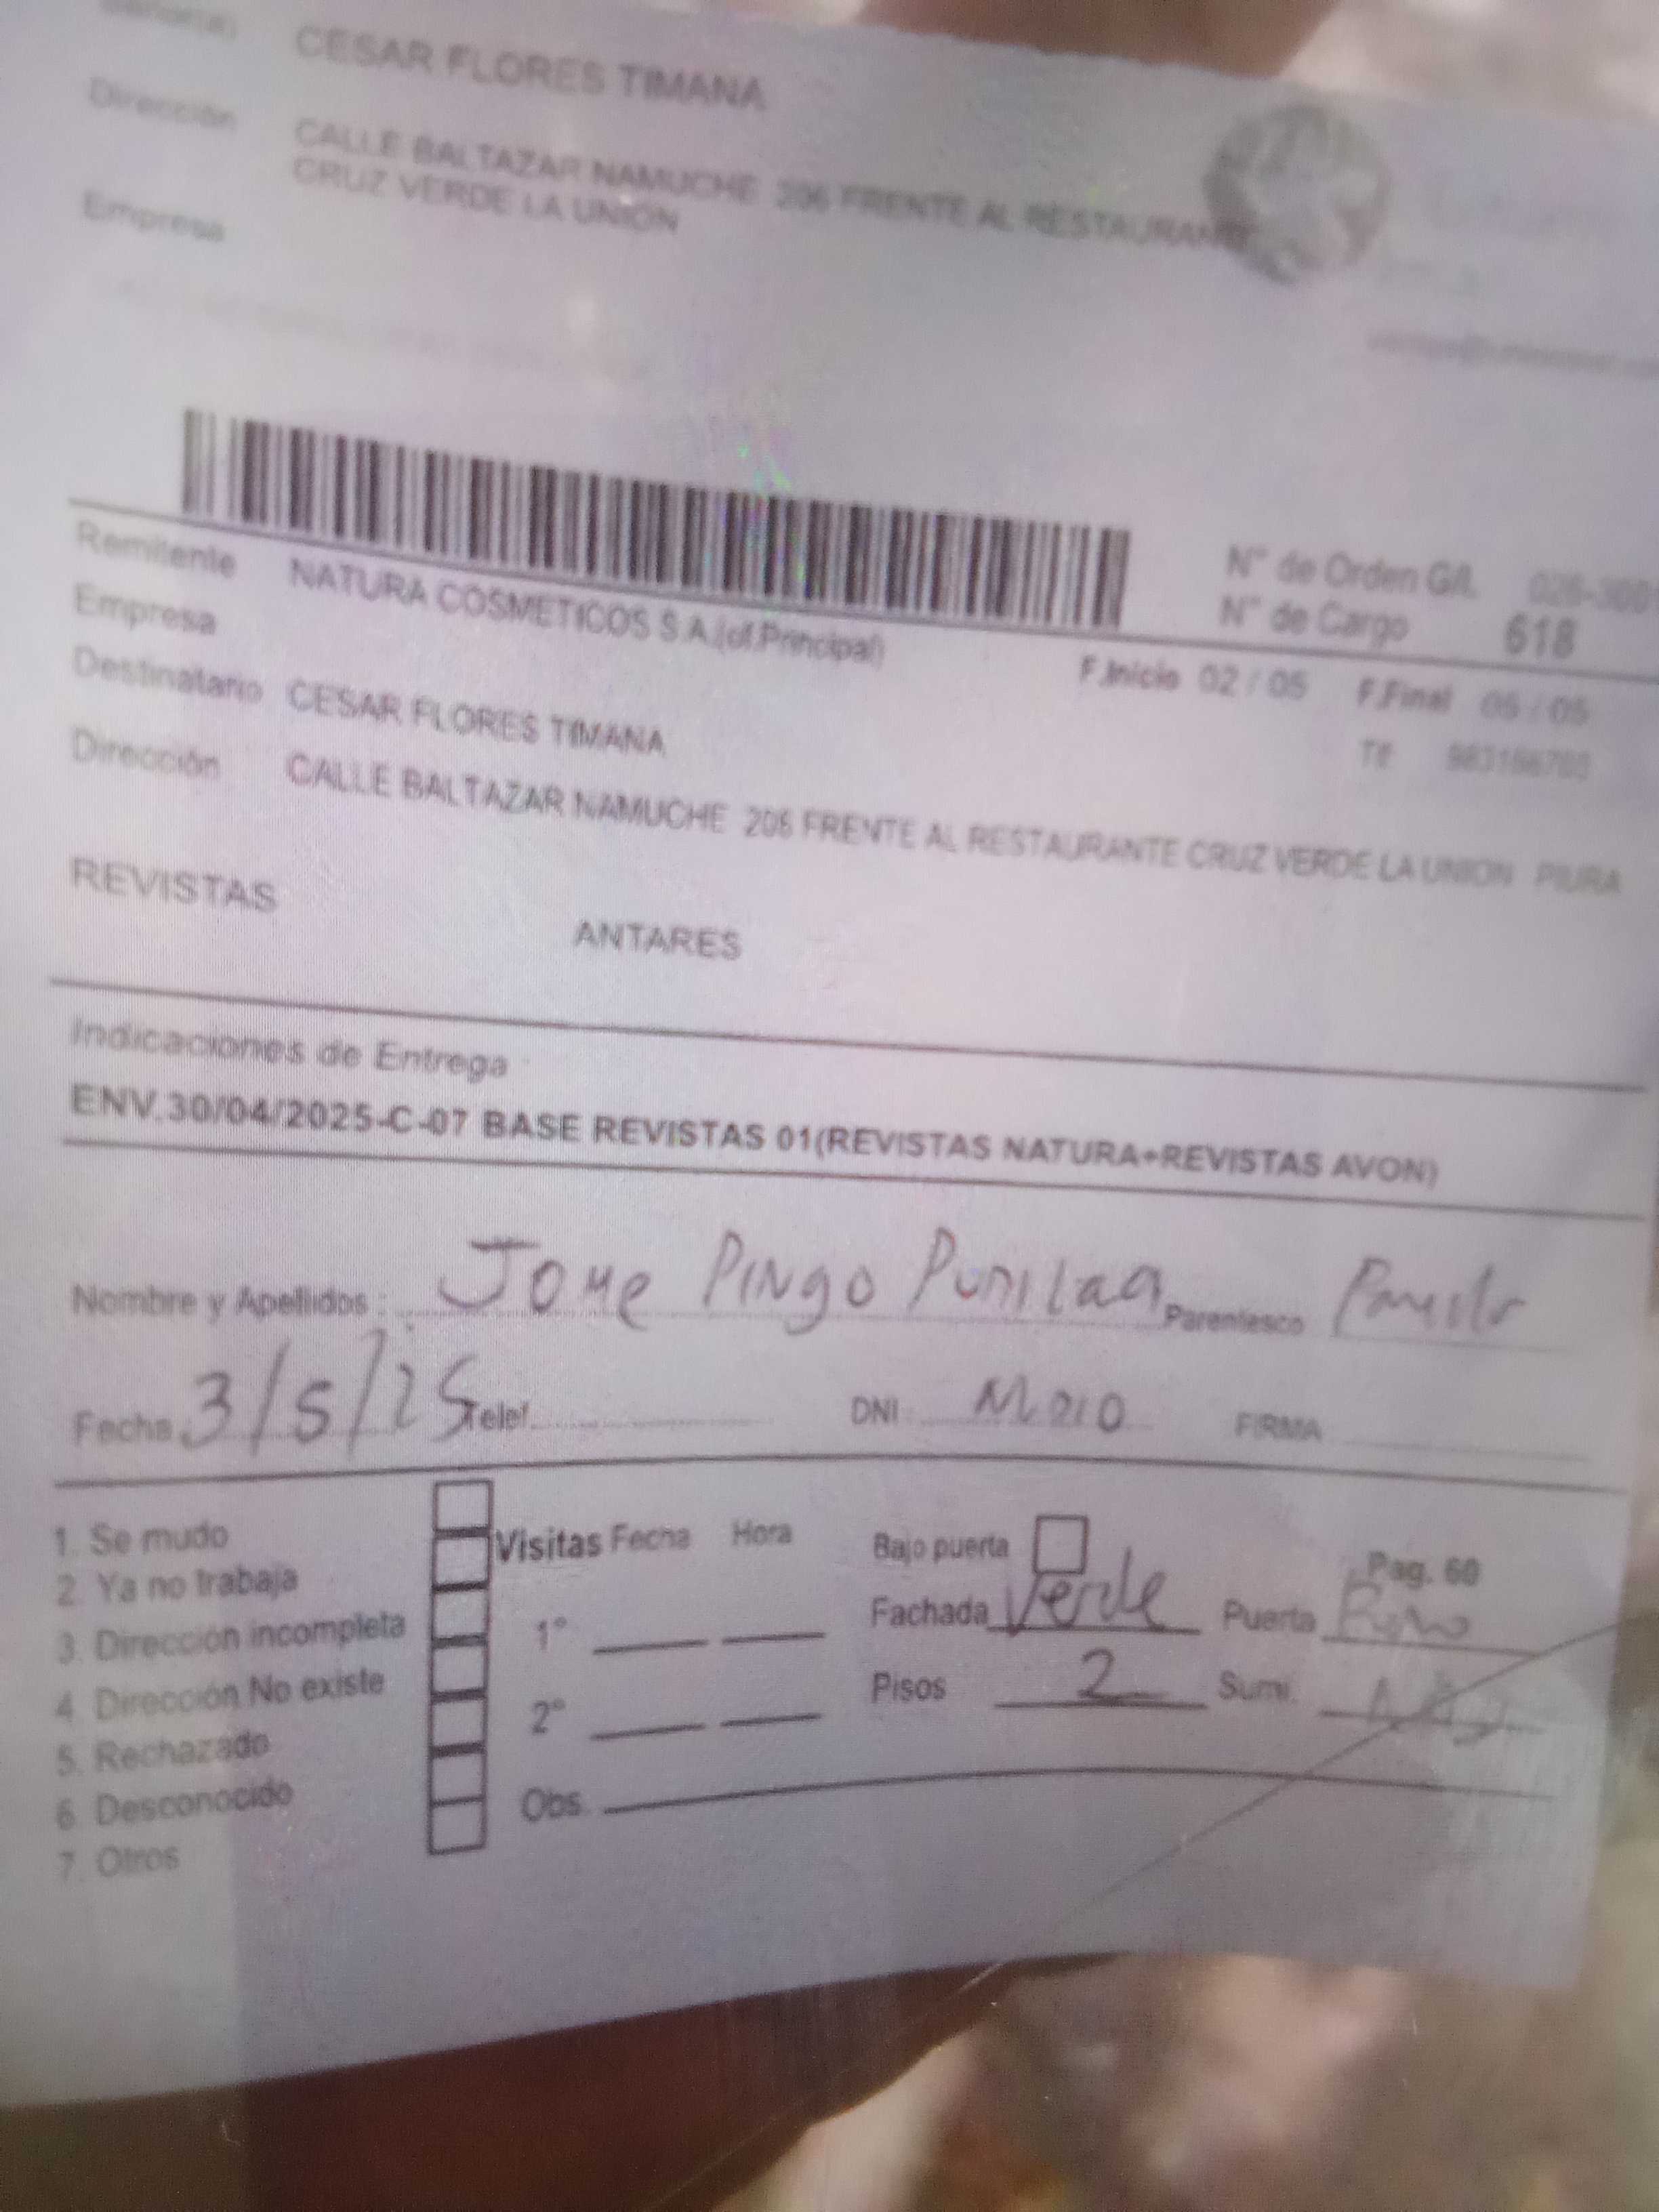 CESAR FLORES TIMANA
Dirección CALLE BALTAZAR NAMUCHE 206 FRENTE AL RESTAURANTE
CRUZ VERDE LA UNION
Empresa
N° de Orden G/L
N° de Cargo 618
Remitente NATURA COSMETICOS S.A.(of.Principal)
F.Inicio 02 / 05 F.Final 05 / 05
Empresa
Tlf
Destinatario CESAR FLORES TIMANA
Dirección CALLE BALTAZAR NAMUCHE 206 FRENTE AL RESTAURANTE CRUZ VERDE LA UNION PIURA
REVISTAS ANTARES
Indicaciones de Entrega
ENV.30/04/2025-C-07 BASE REVISTAS 01(REVISTAS NATURA+REVISTAS AVON)
Nombre y Apellidos : Pingo Parentesco
Fecha 3/5/25 Telef. DNI : FIRMA
1. Se mudo
2. Ya no trabaja
3. Dirección incompleta
4. Dirección No existe
5. Rechazado
6. Desconocido
7. Otros
Visitas Fecha Hora
1°
2°
Obs.
Bajo puerta Pag. 60
Fachada Verde Puerta
Pisos 2 Sumi.